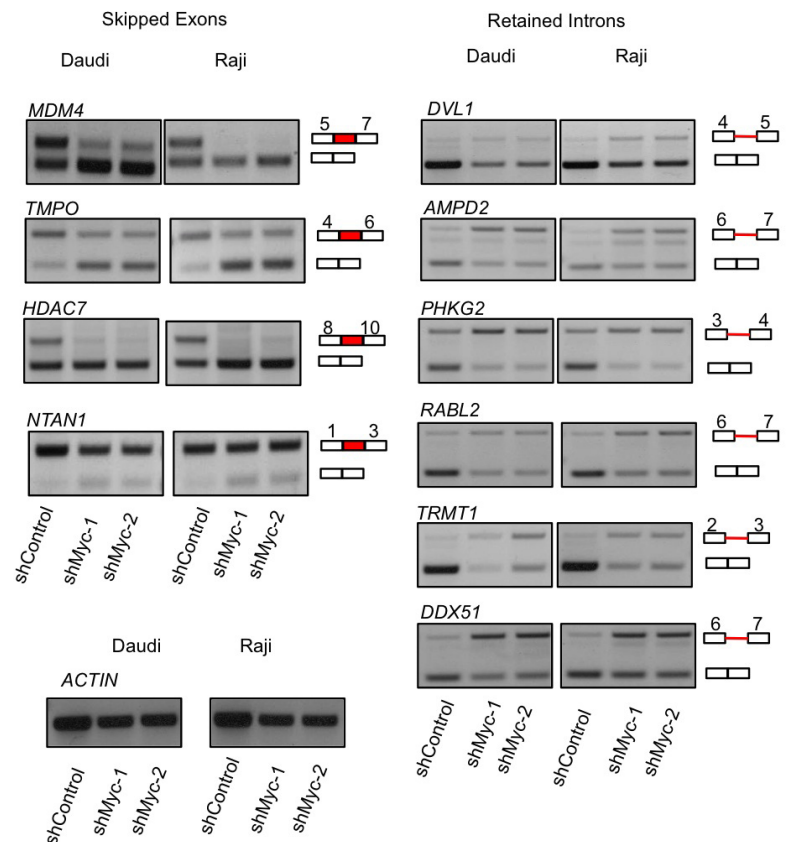 Skipped Exons
Daudi Raji
MDM4
5 7
TMPO
4 6
HDAC7
8 10
NTAN1
1 3
shControl shMyc-1 shMyc-2 shControl shMyc-1 shMyc-2
Daudi Raji
ACTIN
shControl shMyc-1 shMyc-2 shControl shMyc-1 shMyc-2
Retained Introns
Daudi Raji
DVL1
4 5
AMPD2
6 7
PHKG2
3 4
RABL2
6 7
TRMT1
2 3
DDX51
6 7
shControl shMyc-1 shMyc-2 shControl shMyc-1 shMyc-2